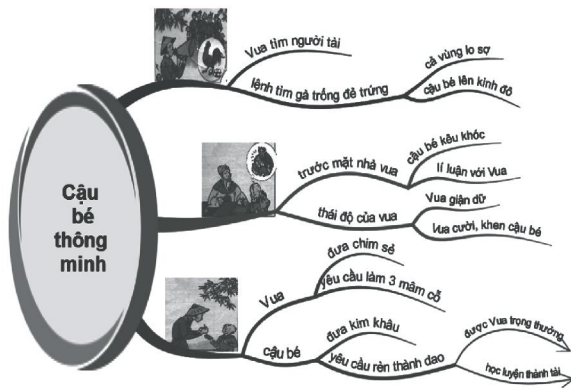 Cậu
bé
thông
minh
Vua tìm người tài
lệnh tìm gà trống đẻ trứng
cả vùng lo sợ
cậu bé lên kinh đô
trước mặt nhà vua
cậu bé kêu khóc
lí luận với Vua
thái độ của vua
Vua giận dữ
Vua cười, khen cậu bé
Vua
đưa chim sẻ
yêu cầu làm 3 mâm cỗ
cậu bé
đưa kim khâu
yêu cầu rèn thành dao
được Vua trọng thưởng
học luyện thành tài